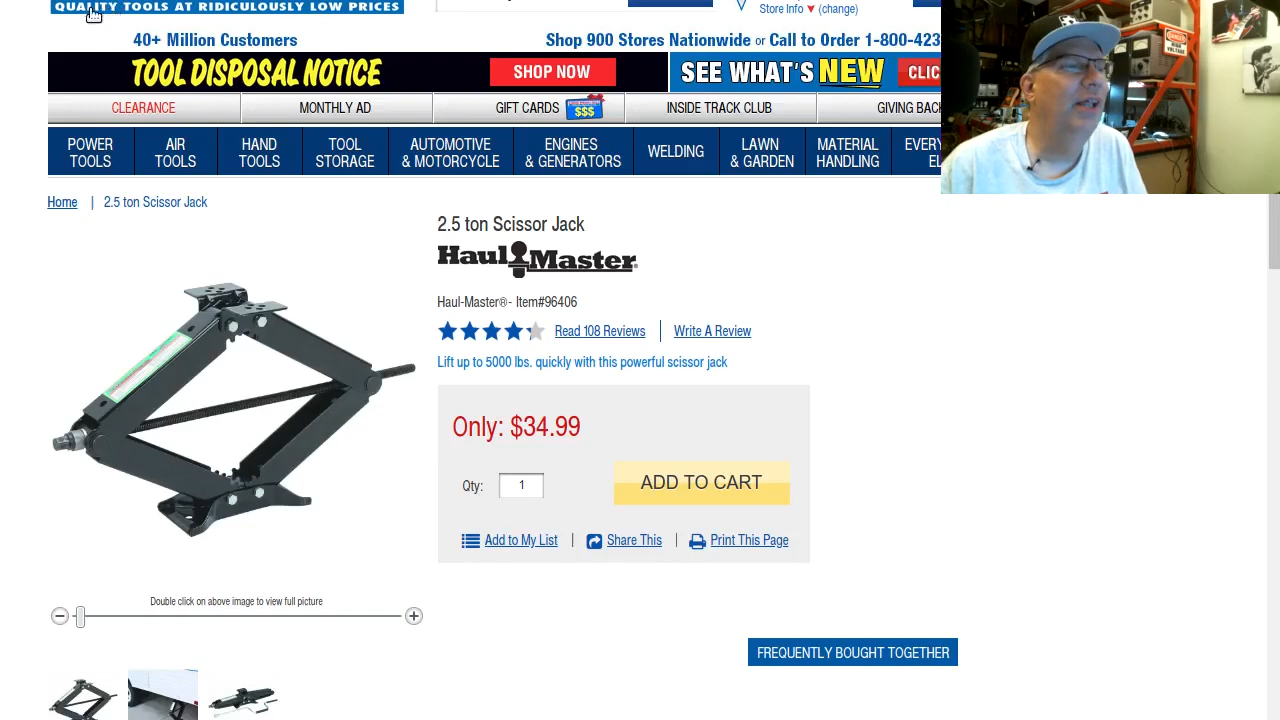 QUALITY TOOLS AT RIDICULOUSLY LOW PRICES
Store Info (change)
40+ Million Customers
Shop 900 Stores Nationwide or Call to Order 1-800-423
TOOL DISPOSAL NOTICE SHOP NOW
SEE WHAT'S NEW CLIC
CLEARANCE MONTHLY AD GIFT CARDS $$$ INSIDE TRACK CLUB GIVING BACK
POWER TOOLS
AIR TOOLS
HAND TOOLS
TOOL STORAGE
AUTOMOTIVE & MOTORCYCLE
ENGINES & GENERATORS
WELDING
LAWN & GARDEN
MATERIAL HANDLING
EVERY
EL
DANGER
HIGH VOLTAGE
Home | 2.5 ton Scissor Jack
2.5 ton Scissor Jack
Haul Master®
Haul-Master®- Item#96406
Read 108 Reviews | Write A Review
Lift up to 5000 lbs. quickly with this powerful scissor jack
Only: $34.99
Qty: 1 ADD TO CART
Add to My List | Share This | Print This Page
Double click on above image to view full picture
FREQUENTLY BOUGHT TOGETHER